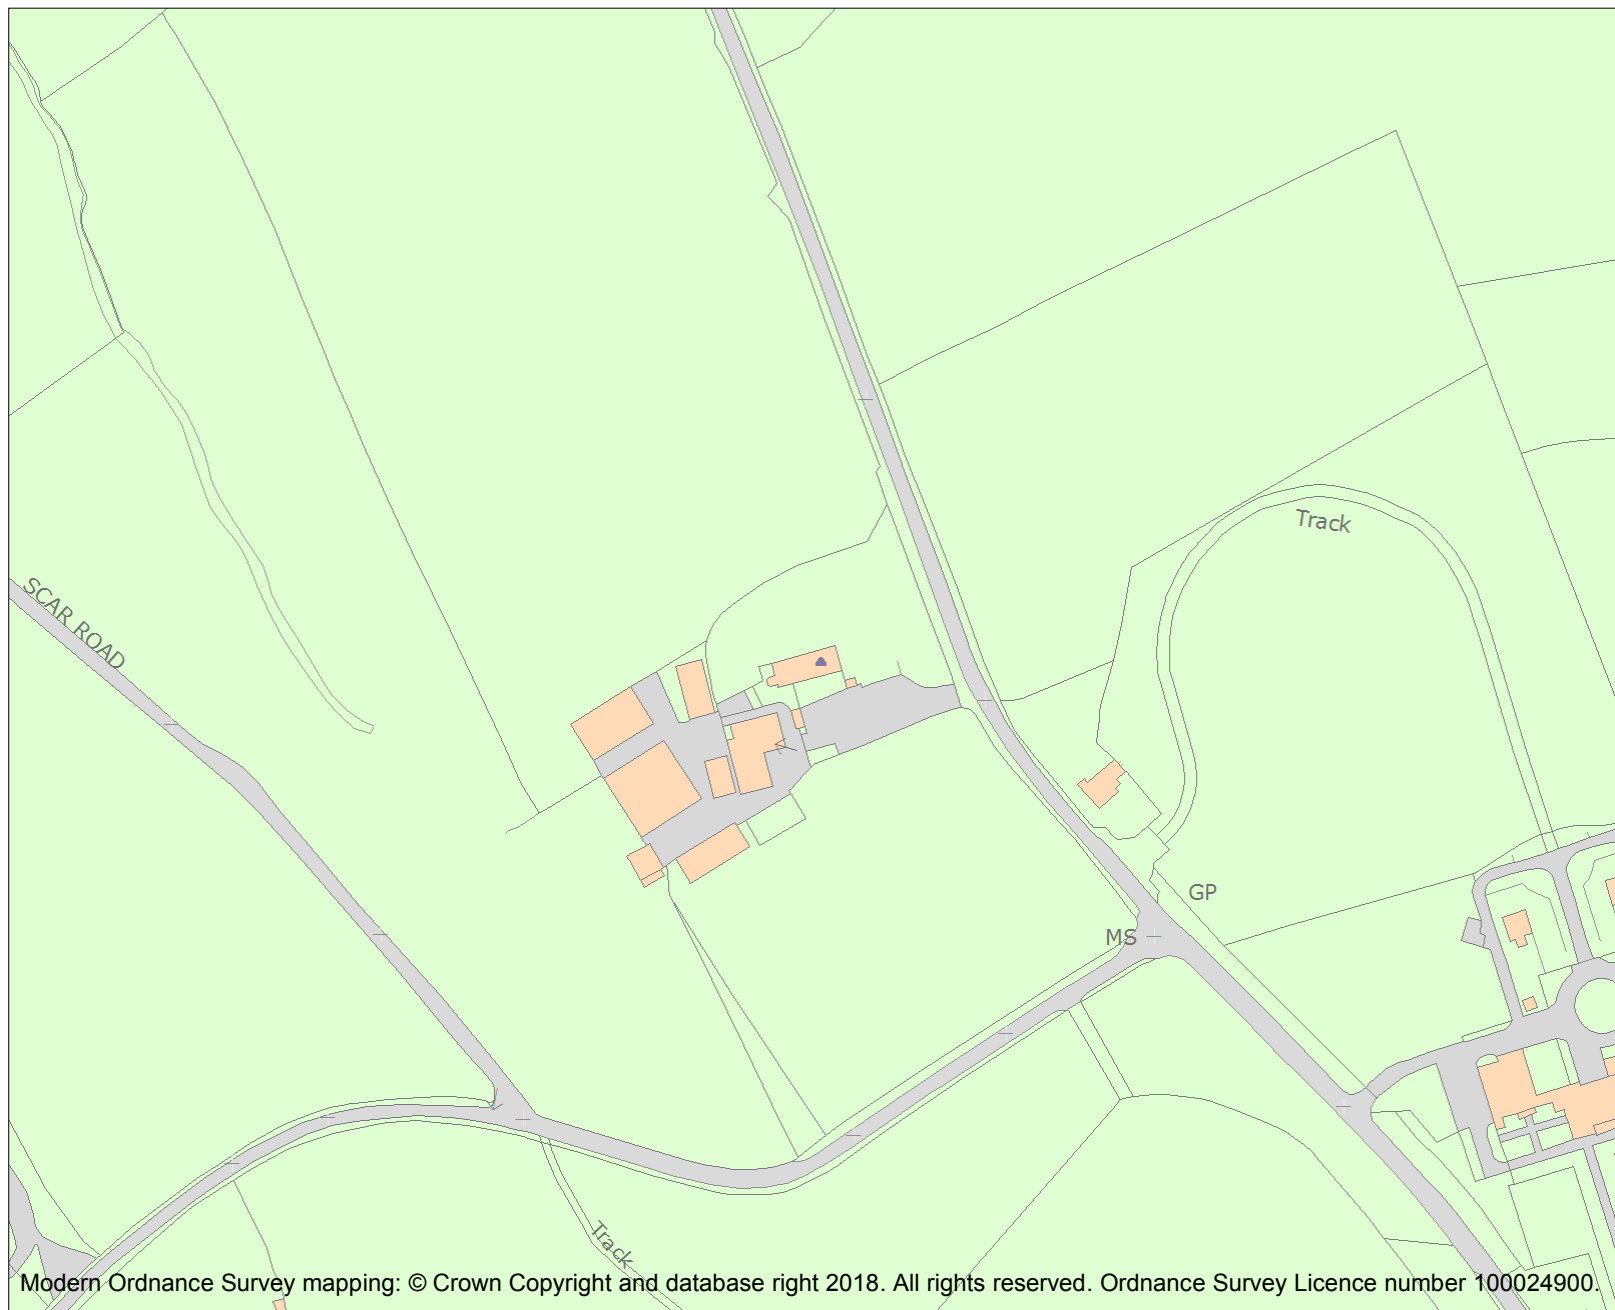 Track
SCAR ROAD
GP
MS
Track
Modern Ordnance Survey mapping: © Crown Copyright and database right 2018. All rights reserved. Ordnance Survey Licence number 100024900.